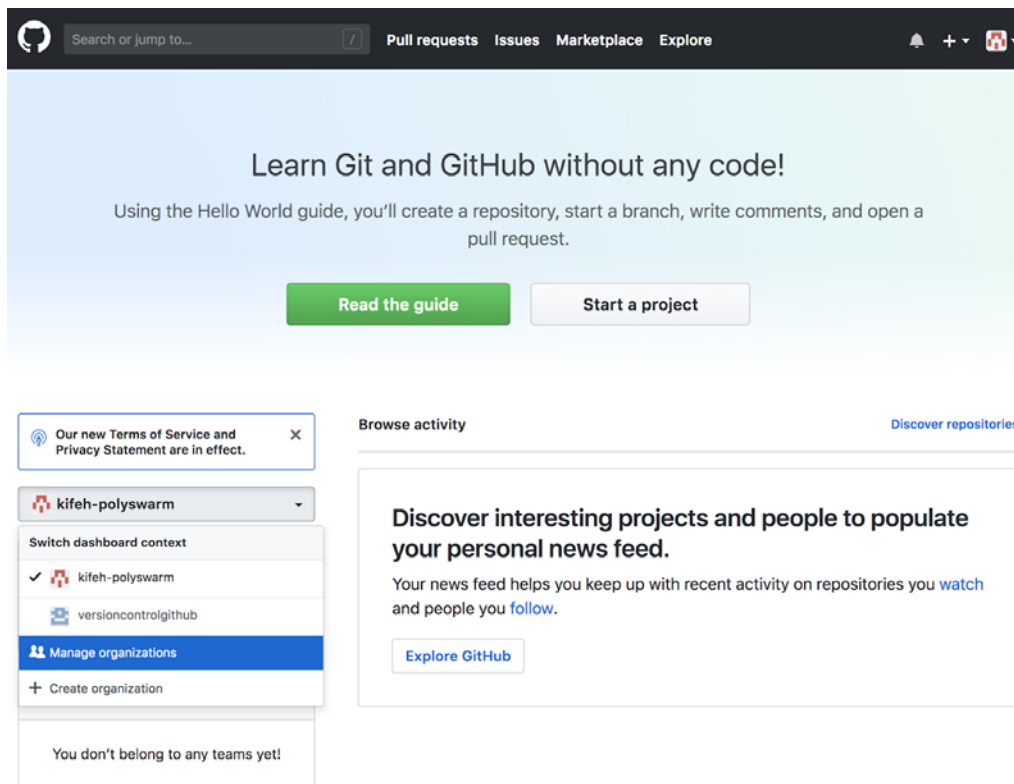 Search or jump to...
/
Pull requests Issues Marketplace Explore
Learn Git and GitHub without any code!
Using the Hello World guide, you’ll create a repository, start a branch, write comments, and open a
pull request.
Read the guide
Start a project
Our new Terms of Service and
Privacy Statement are in effect.
Browse activity
Discover repositories
kifeh-polyswarm
Switch dashboard context
kifeh-polyswarm
versioncontrolgithub
Manage organizations
Create organization
You don’t belong to any teams yet!
Discover interesting projects and people to populate
your personal news feed.
Your news feed helps you keep up with recent activity on repositories you watch
and people you follow.
Explore GitHub